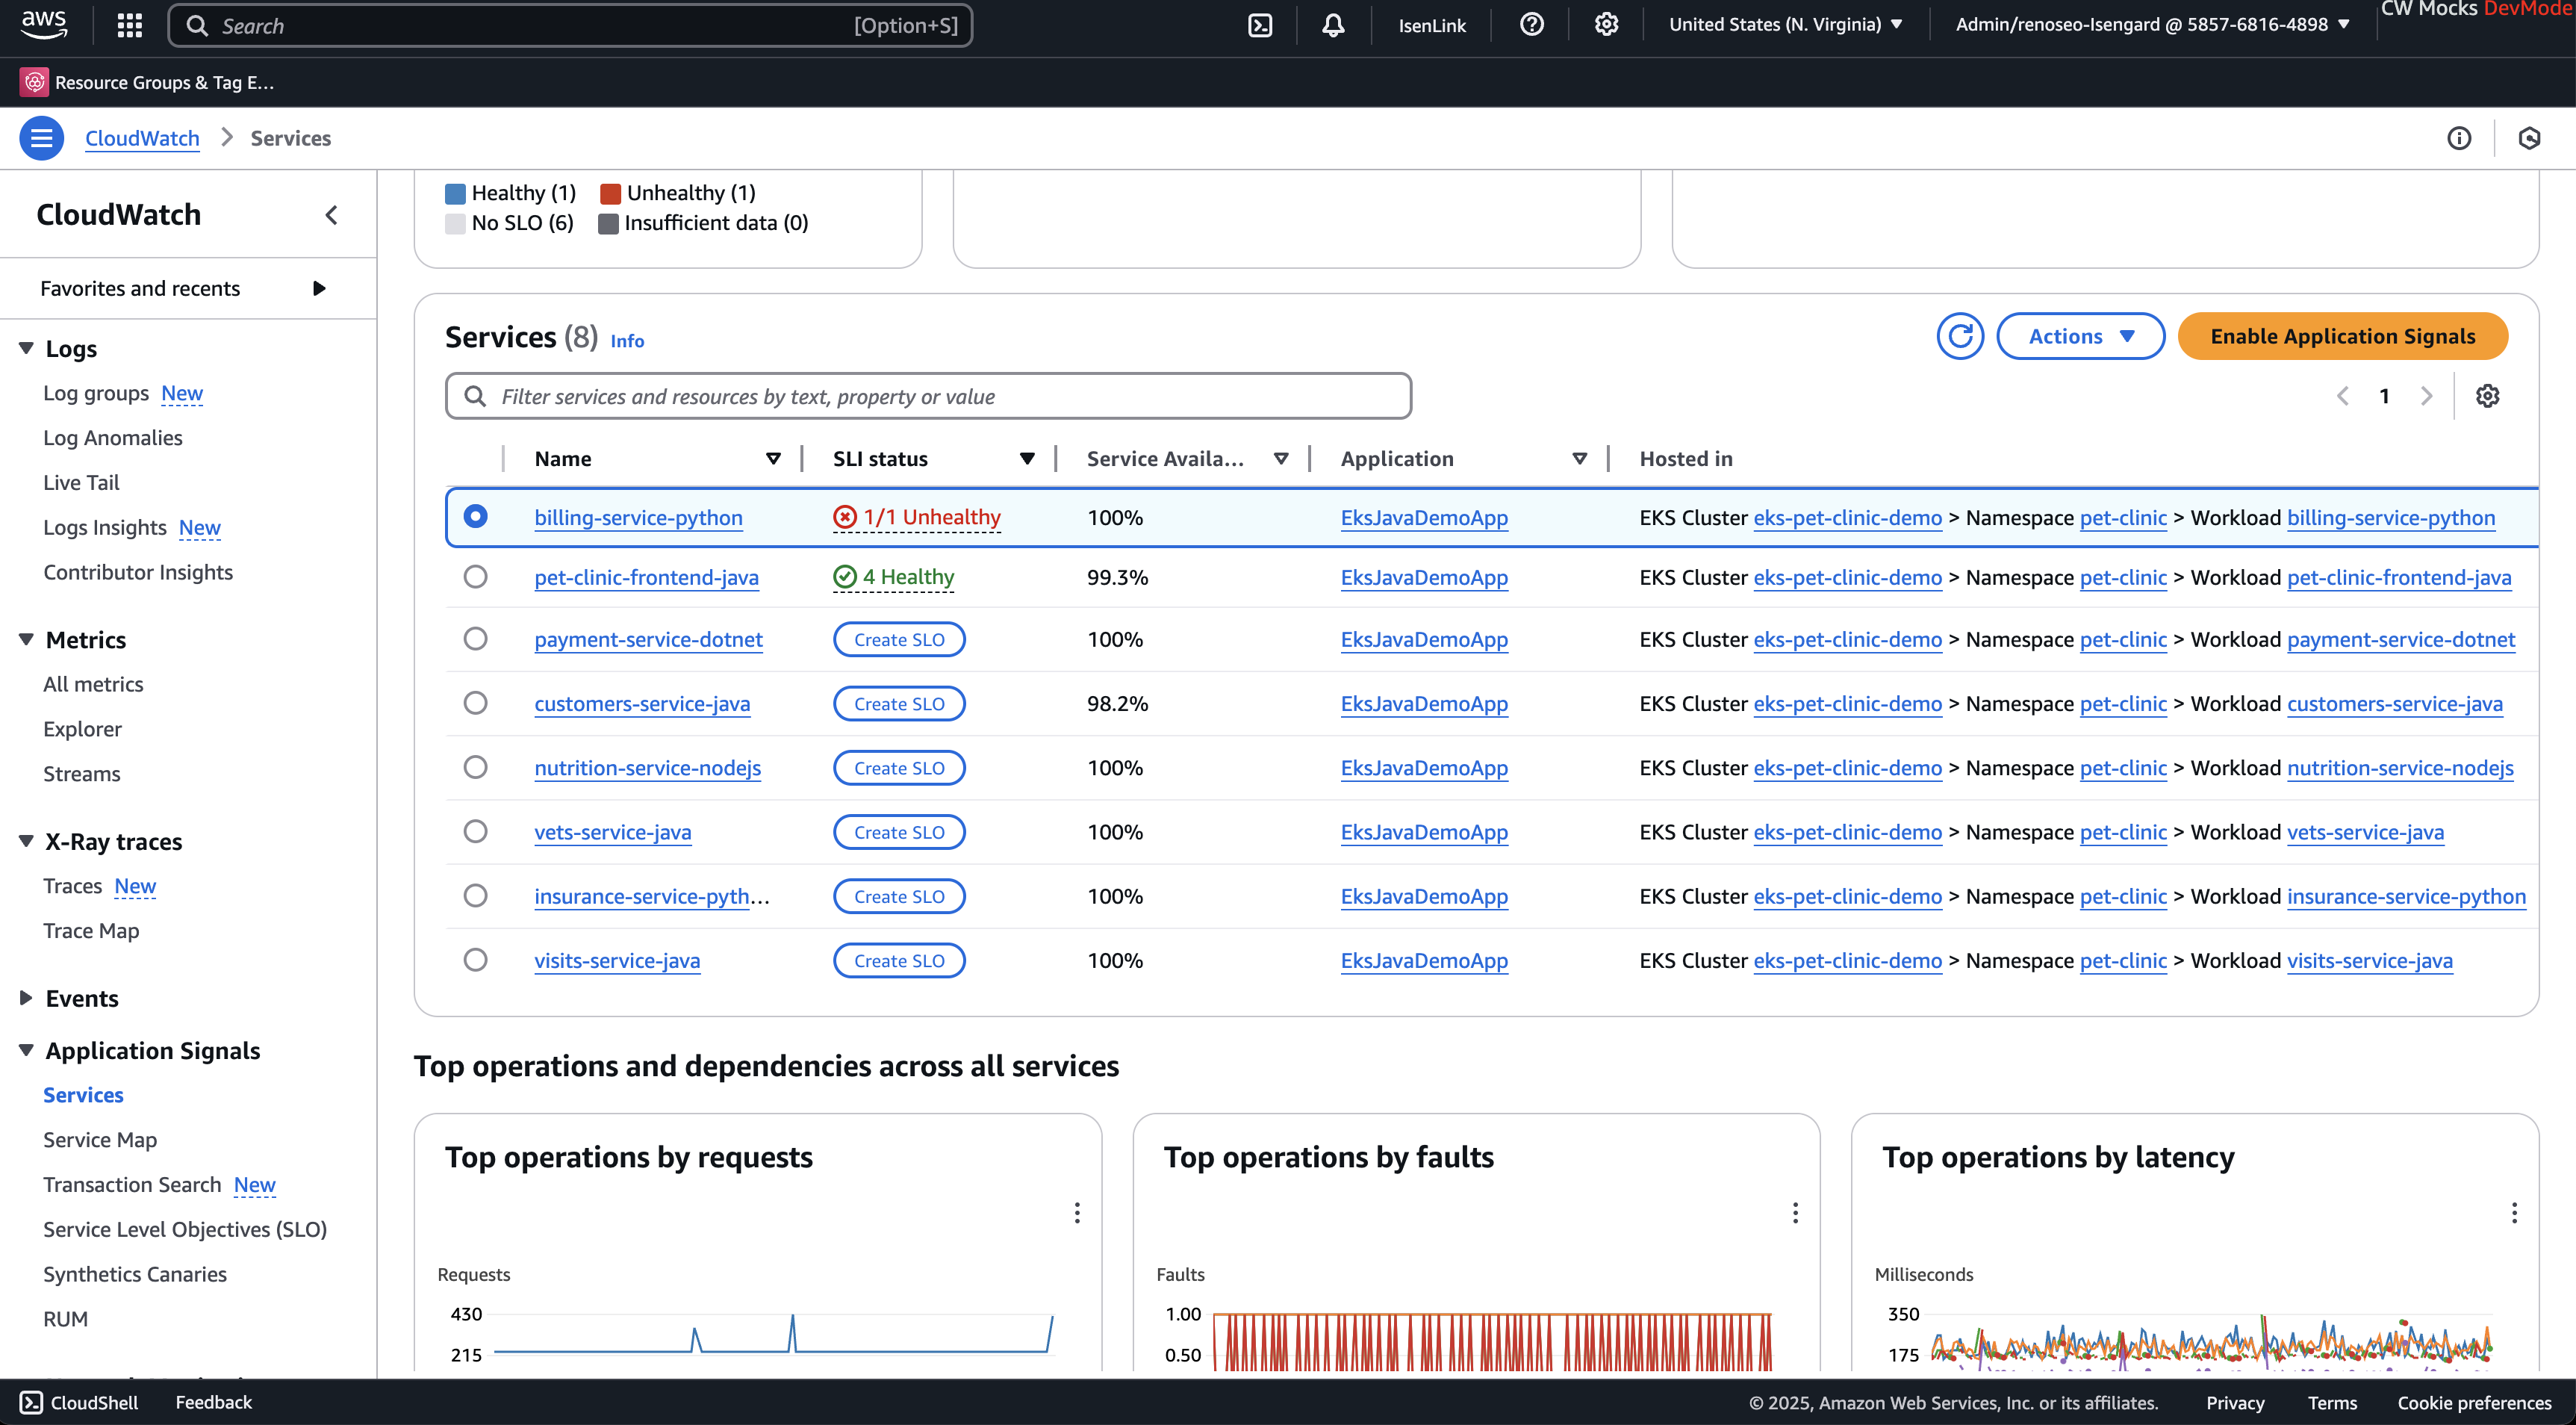 aws
Search [Option+S]
IsenLink
United States (N. Virginia)
Admin/renoseo-Isengard @ 5857-6816-4898
CW Mocks DevMode
Resource Groups & Tag E...
CloudWatch > Services
CloudWatch
Favorites and recents
Logs
Log groups New
Log Anomalies
Live Tail
Logs Insights New
Contributor Insights
Metrics
All metrics
Explorer
Streams
X-Ray traces
Traces New
Trace Map
Events
Application Signals
Services
Service Map
Transaction Search New
Service Level Objectives (SLO)
Synthetics Canaries
RUM
Healthy (1) Unhealthy (1)
No SLO (6) Insufficient data (0)
Services (8) Info
Actions
Enable Application Signals
Filter services and resources by text, property or value
1
Name SLI status Service Availa... Application Hosted in
billing-service-python 1/1 Unhealthy 100% EksJavaDemoApp EKS Cluster eks-pet-clinic-demo > Namespace pet-clinic > Workload billing-service-python
pet-clinic-frontend-java 4 Healthy 99.3% EksJavaDemoApp EKS Cluster eks-pet-clinic-demo > Namespace pet-clinic > Workload pet-clinic-frontend-java
payment-service-dotnet Create SLO 100% EksJavaDemoApp EKS Cluster eks-pet-clinic-demo > Namespace pet-clinic > Workload payment-service-dotnet
customers-service-java Create SLO 98.2% EksJavaDemoApp EKS Cluster eks-pet-clinic-demo > Namespace pet-clinic > Workload customers-service-java
nutrition-service-nodejs Create SLO 100% EksJavaDemoApp EKS Cluster eks-pet-clinic-demo > Namespace pet-clinic > Workload nutrition-service-nodejs
vets-service-java Create SLO 100% EksJavaDemoApp EKS Cluster eks-pet-clinic-demo > Namespace pet-clinic > Workload vets-service-java
insurance-service-pyth... Create SLO 100% EksJavaDemoApp EKS Cluster eks-pet-clinic-demo > Namespace pet-clinic > Workload insurance-service-python
visits-service-java Create SLO 100% EksJavaDemoApp EKS Cluster eks-pet-clinic-demo > Namespace pet-clinic > Workload visits-service-java
Top operations and dependencies across all services
Top operations by requests
Requests
430
215
Top operations by faults
Faults
1.00
0.50
Top operations by latency
Milliseconds
350
175
CloudShell Feedback
© 2025, Amazon Web Services, Inc. or its affiliates. Privacy Terms Cookie preferences